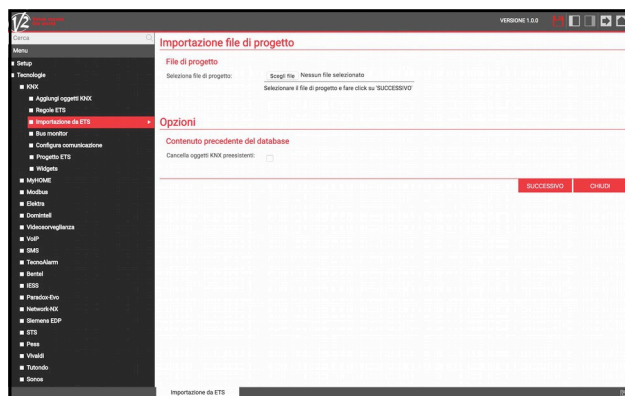 VERSIONE 1.0.0
Cerca
Menu
Setup
Tecnologie
KNX
Aggiungi oggetti KNX
Regole ETS
Importazione da ETS
Bus monitor
Configura comunicazione
Progetto ETS
Widgets
MyHOME
Modbus
Elektra
Domintell
Videosorveglianza
VoIP
SMS
TecnoAlarm
Bentel
IESS
Paradox-Evo
Network-NX
Siemens EDP
STS
Pess
Vivaldi
Tutondo
Sonos
Importazione file di progetto
File di progetto
Seleziona file di progetto: Scegli file Nessun file selezionato
Selezionare il file di progetto e fare click su 'SUCCESSIVO'
Opzioni
Contenuto precedente del database
Cancella oggetti KNX preesistenti:
SUCCESSIVO CHIUDI
Importazione da ETS